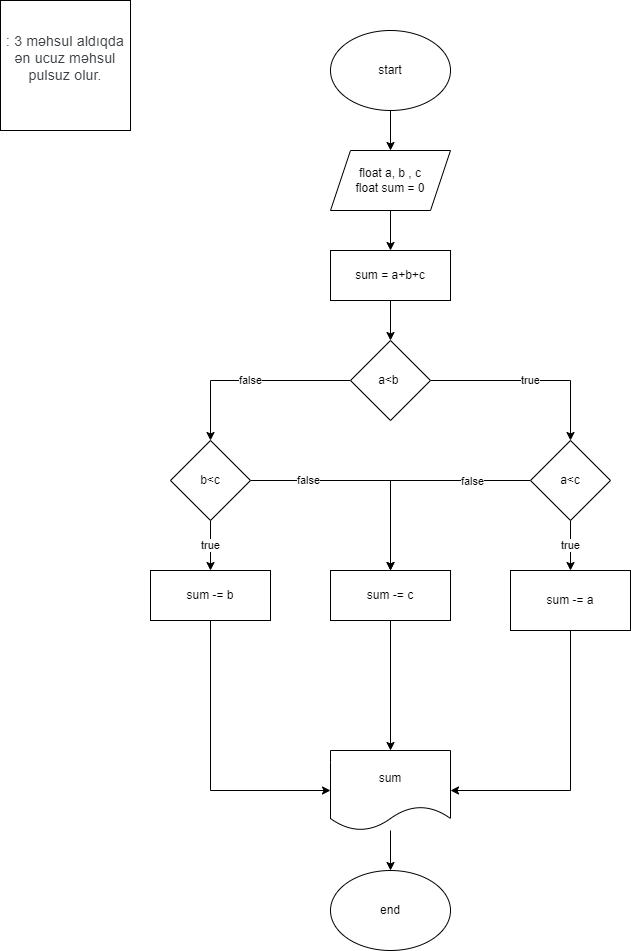 : 3 məhsul aldıqda
ən ucuz məhsul
pulsuz olur.
start
float a, b , c
float sum = 0
sum = a+b+c
a<b
false
true
b<c
false
false
a<c
true
true
sum -= b
sum -= c
sum -= a
sum
end